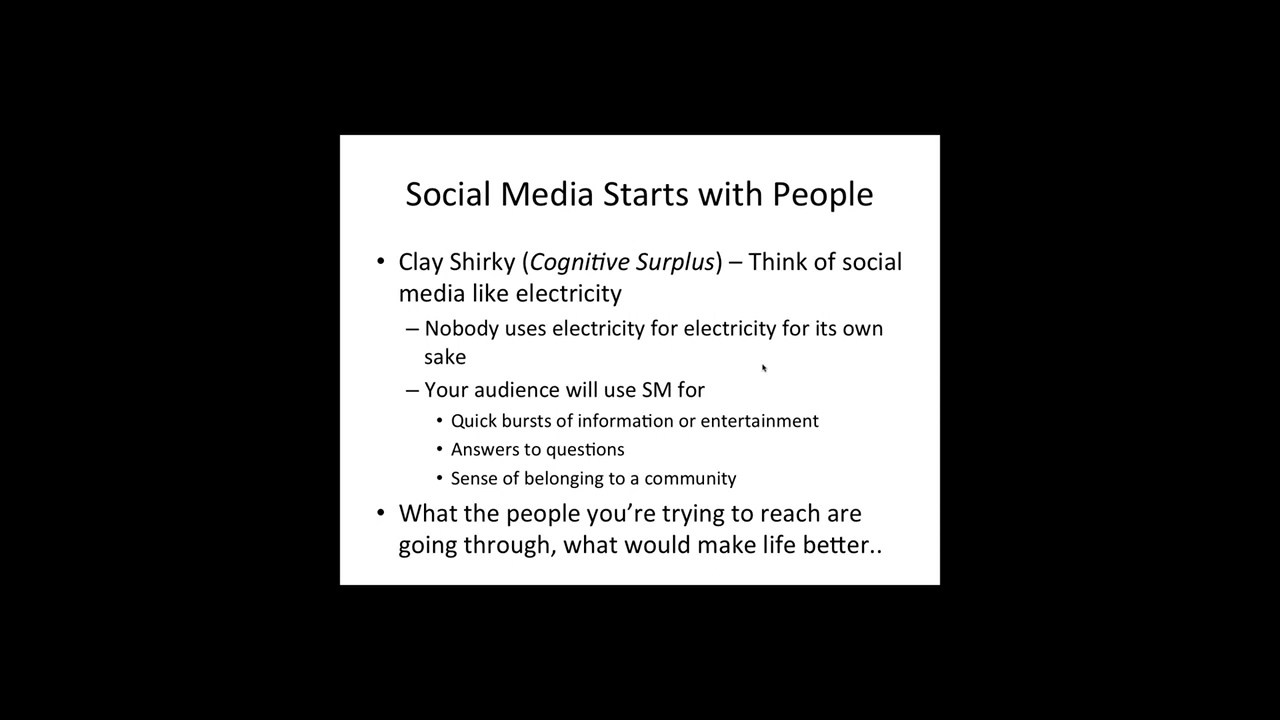 Social Media Starts with People
• Clay Shirky (Cognitive Surplus) – Think of social
media like electricity
– Nobody uses electricity for electricity for its own
sake
– Your audience will use SM for
• Quick bursts of information or entertainment
• Answers to questions
• Sense of belonging to a community
• What the people you’re trying to reach are
going through, what would make life better..